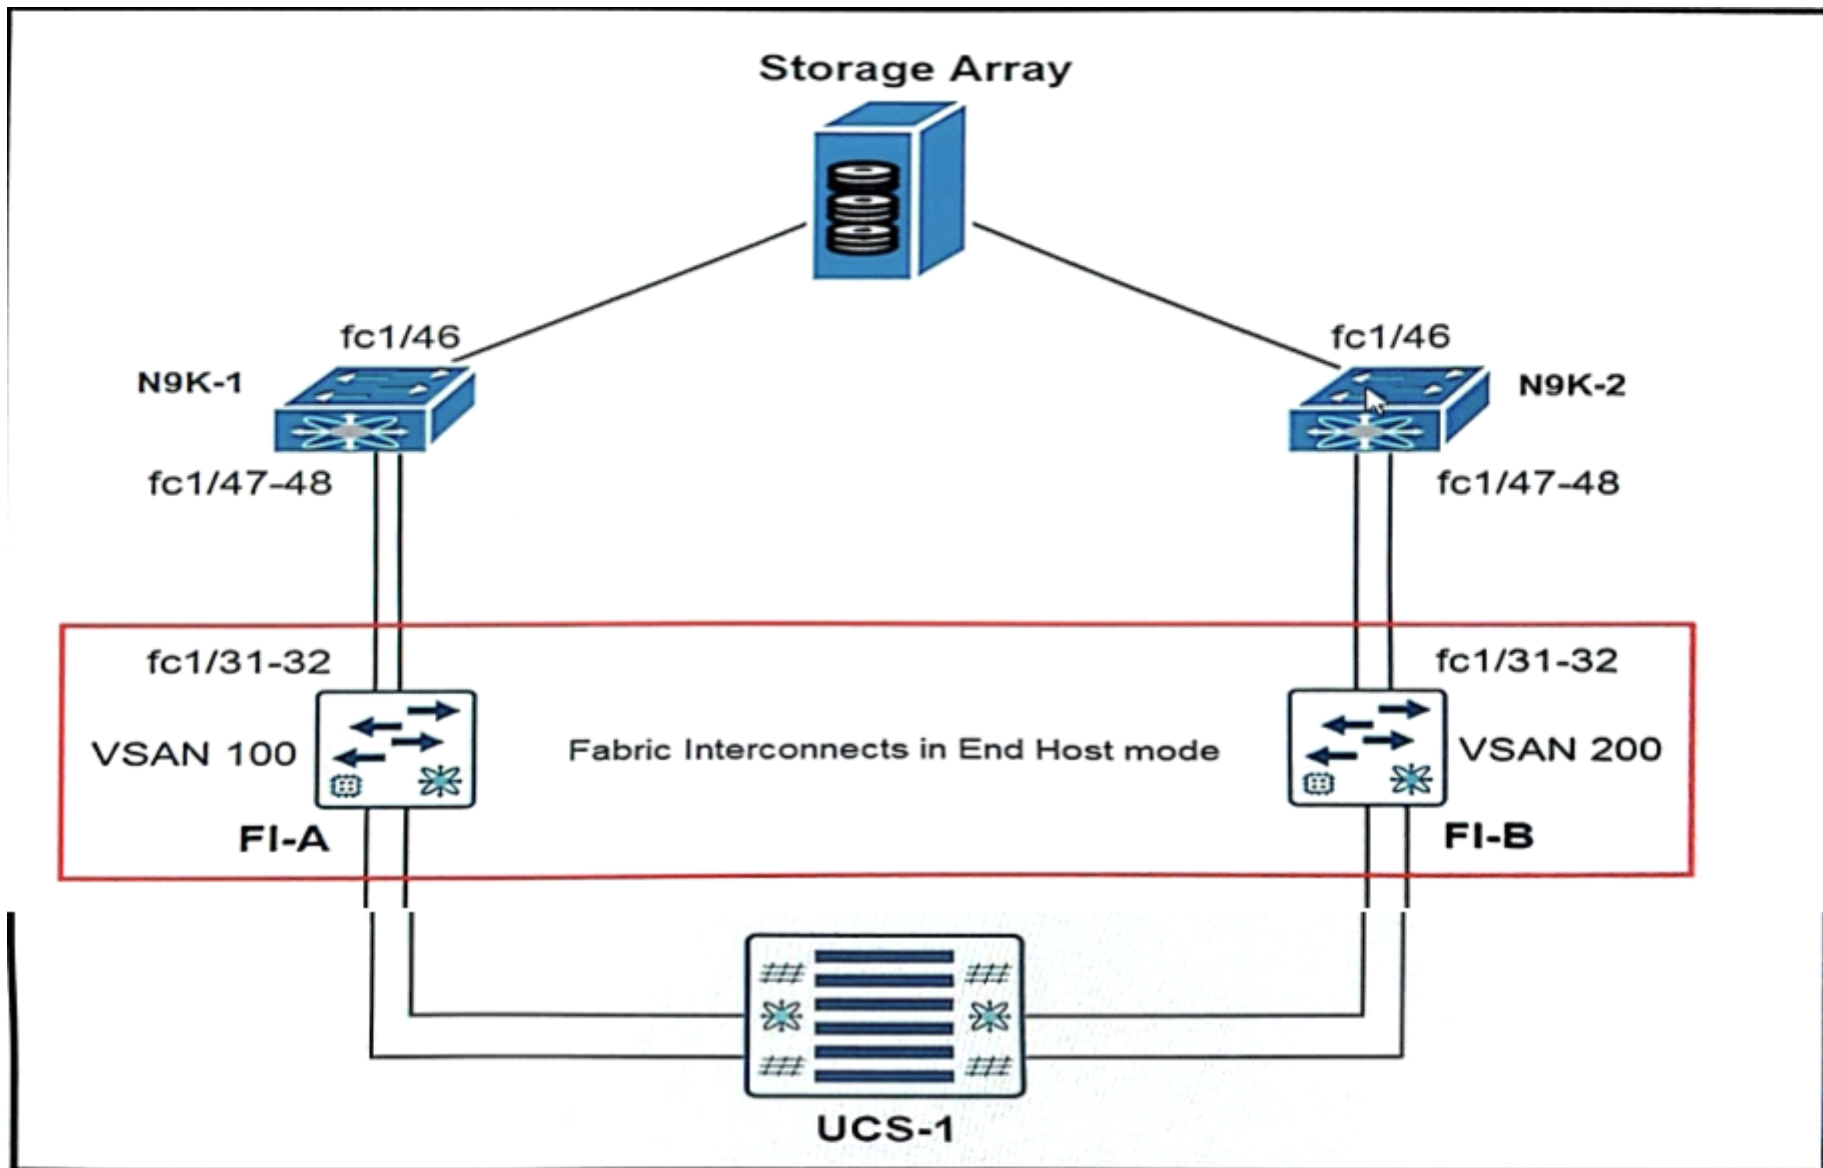 Storage Array
fc1/46
fc1/46
N9K-1
N9K-2
fc1/47-48
fc1/47-48
fc1/31-32
fc1/31-32
VSAN 100
Fabric Interconnects in End Host mode
VSAN 200
FI-A
FI-B
UCS-1